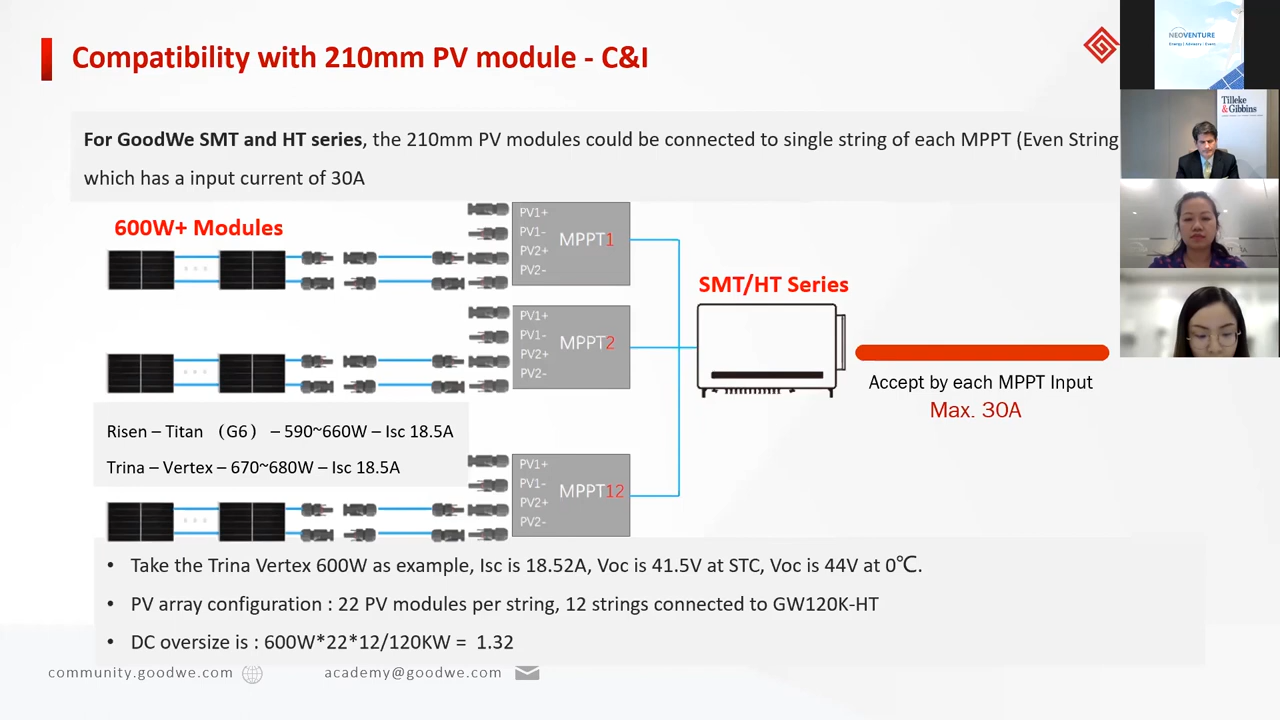 Compatibility with 210mm PV module - C&I
NEOVENTURE
Energy | Advisory | Event
Tilleke
& Gibbins
For GoodWe SMT and HT series, the 210mm PV modules could be connected to single string of each MPPT (Even String
which has a input current of 30A
600W+ Modules
PV1+
PV1-
PV2+
PV2-
MPPT1
PV1+
PV1-
PV2+
PV2-
MPPT2
SMT/HT Series
Accept by each MPPT Input
Max. 30A
Risen – Titan （G6） – 590~660W – Isc 18.5A
Trina – Vertex – 670~680W – Isc 18.5A
PV1+
PV1-
PV2+
PV2-
MPPT12
• Take the Trina Vertex 600W as example, Isc is 18.52A, Voc is 41.5V at STC, Voc is 44V at 0℃.
• PV array configuration : 22 PV modules per string, 12 strings connected to GW120K-HT
• DC oversize is : 600W*22*12/120KW = 1.32
community.goodwe.com
academy@goodwe.com